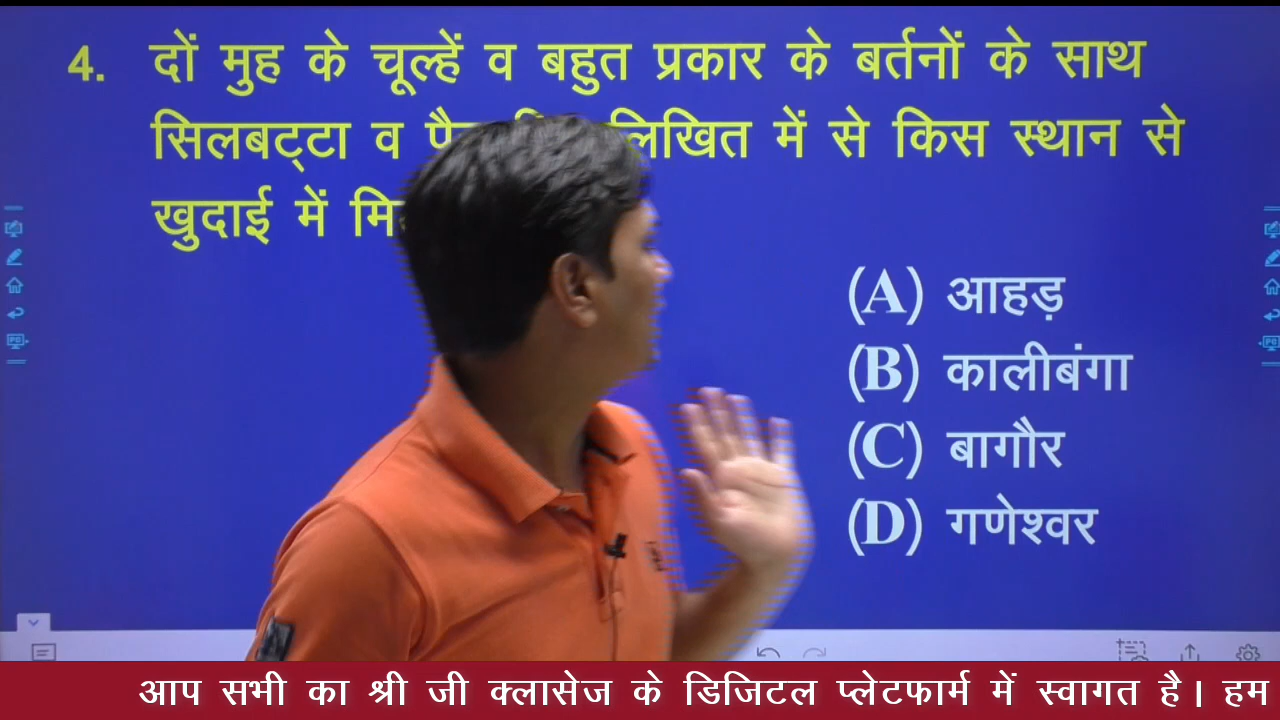 4. दों मुह के चूल्हें व बहुत प्रकार के बर्तनों के साथ
सिलबट्टा व लिखित में से किस स्थान से
खुदाई में
(A) आहड़
(B) कालीबंगा
(C) बागौर
(D) गणेश्वर
आप सभी का श्री जी क्लासेज के डिजिटल प्लेटफार्म में स्वागत है। हम